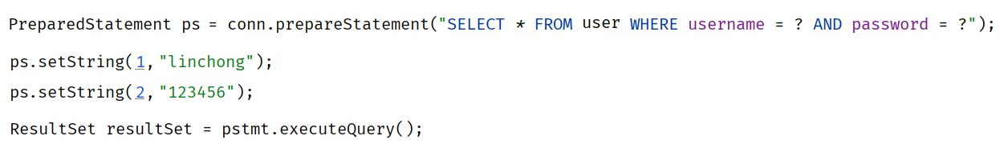 PreparedStatement ps = conn.prepareStatement("SELECT * FROM user WHERE username = ? AND password = ?");
ps.setString(1,"linchong");
ps.setString(2,"123456");
ResultSet resultSet = pstmt.executeQuery();